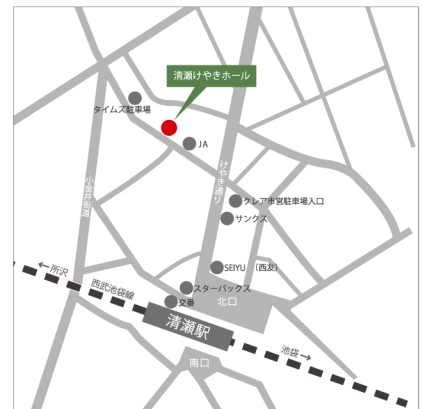 清瀬けやきホール
タイムズ駐車場
JA
けやき通り
小金井街道
クレア市営駐車場入口
サンクス
SEIYU （西友）
←所沢
西武池袋線
スターバックス
交番
北口
清瀬駅
池袋→
南口